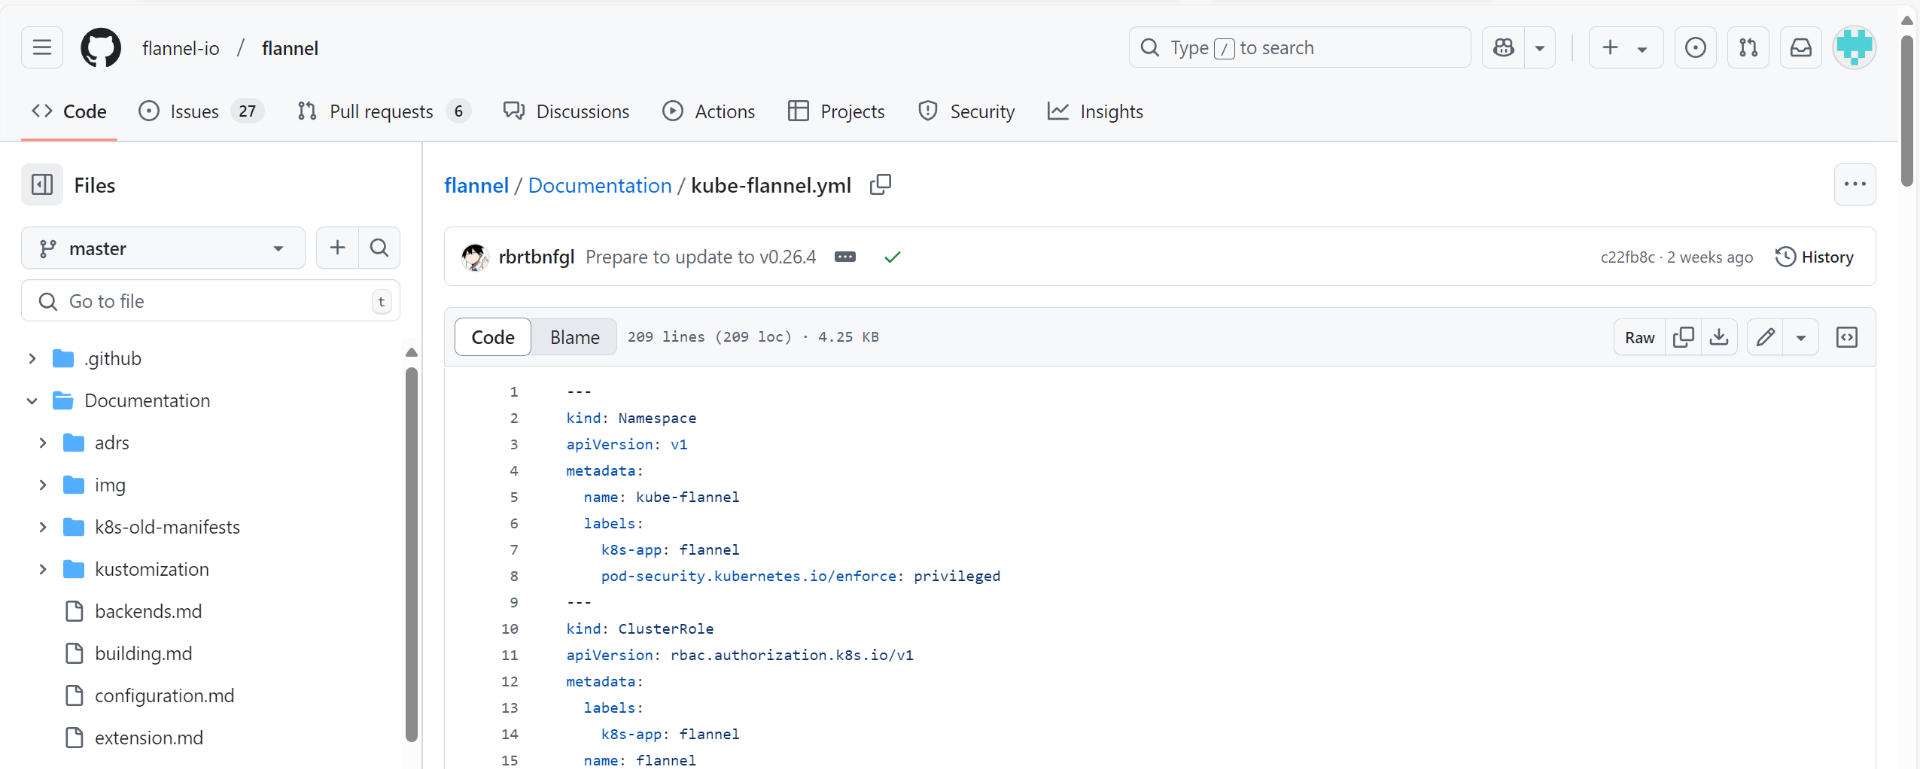 flannel-io / flannel
Type / to search
Code
Issues 27
Pull requests 6
Discussions
Actions
Projects
Security
Insights
Files
master
Go to file
t
.github
Documentation
adrs
img
k8s-old-manifests
kustomization
backends.md
building.md
configuration.md
extension.md
flannel / Documentation / kube-flannel.yml
rbrtbnfgl Prepare to update to v0.26.4
c22fb8c · 2 weeks ago
History
Code
Blame
209 lines (209 loc) · 4.25 KB
Raw
1 ---
2 kind: Namespace
3 apiVersion: v1
4 metadata:
5 name: kube-flannel
6 labels:
7 k8s-app: flannel
8 pod-security.kubernetes.io/enforce: privileged
9 ---
10 kind: ClusterRole
11 apiVersion: rbac.authorization.k8s.io/v1
12 metadata:
13 labels:
14 k8s-app: flannel
15 name: flannel